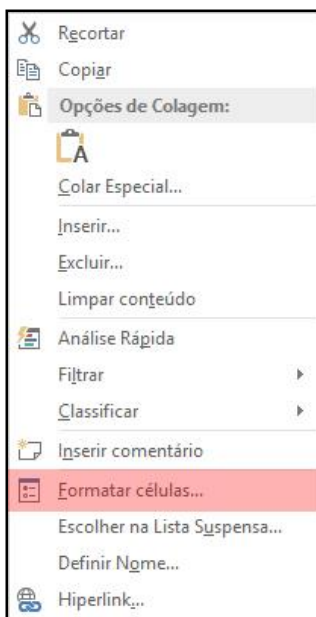 Recortar
Copiar
Opções de Colagem:
A
Colar Especial...
Inserir...
Excluir...
Limpar conteúdo
Análise Rápida
Filtrar
Classificar
Inserir comentário
Formatar células...
Escolher na Lista Suspensa...
Definir Nome...
Hiperlink...